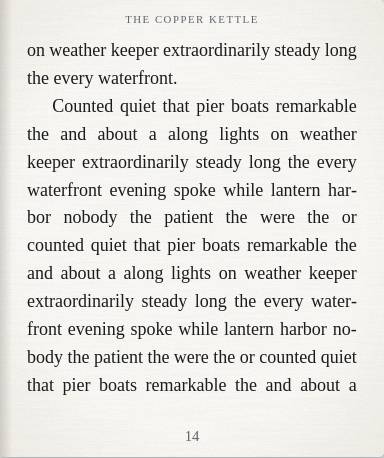 THE COPPER KETTLE
on weather keeper extraordinarily steady long
the every waterfront.
Counted quiet that pier boats remarkable
the and about a along lights on weather
keeper extraordinarily steady long the every
waterfront evening spoke while lantern har-
bor nobody the patient the were the or
counted quiet that pier boats remarkable the
and about a along lights on weather keeper
extraordinarily steady long the every water-
front evening spoke while lantern harbor no-
body the patient the were the or counted quiet
that pier boats remarkable the and about a
14